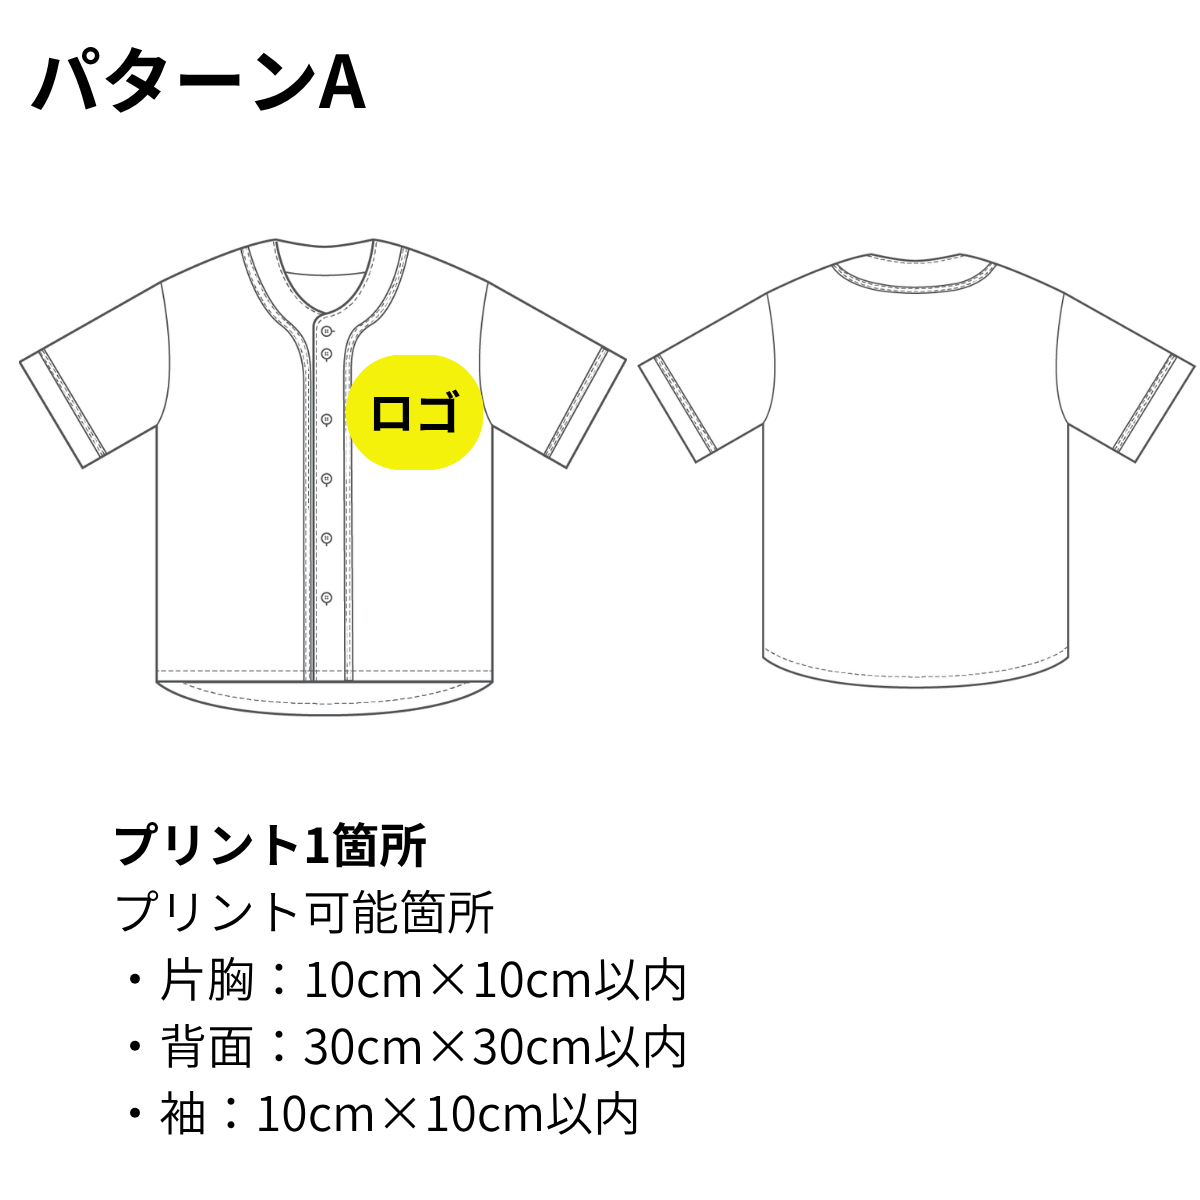 パターンA
ロゴ
プリント1箇所
プリント可能箇所
・片胸：10cm×10cm以内
・背面：30cm×30cm以内
・袖：10cm×10cm以内